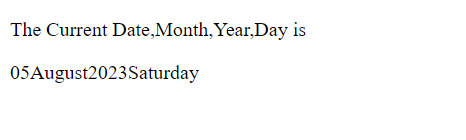 The Current Date,Month,Year,Day is
05August2023Saturday